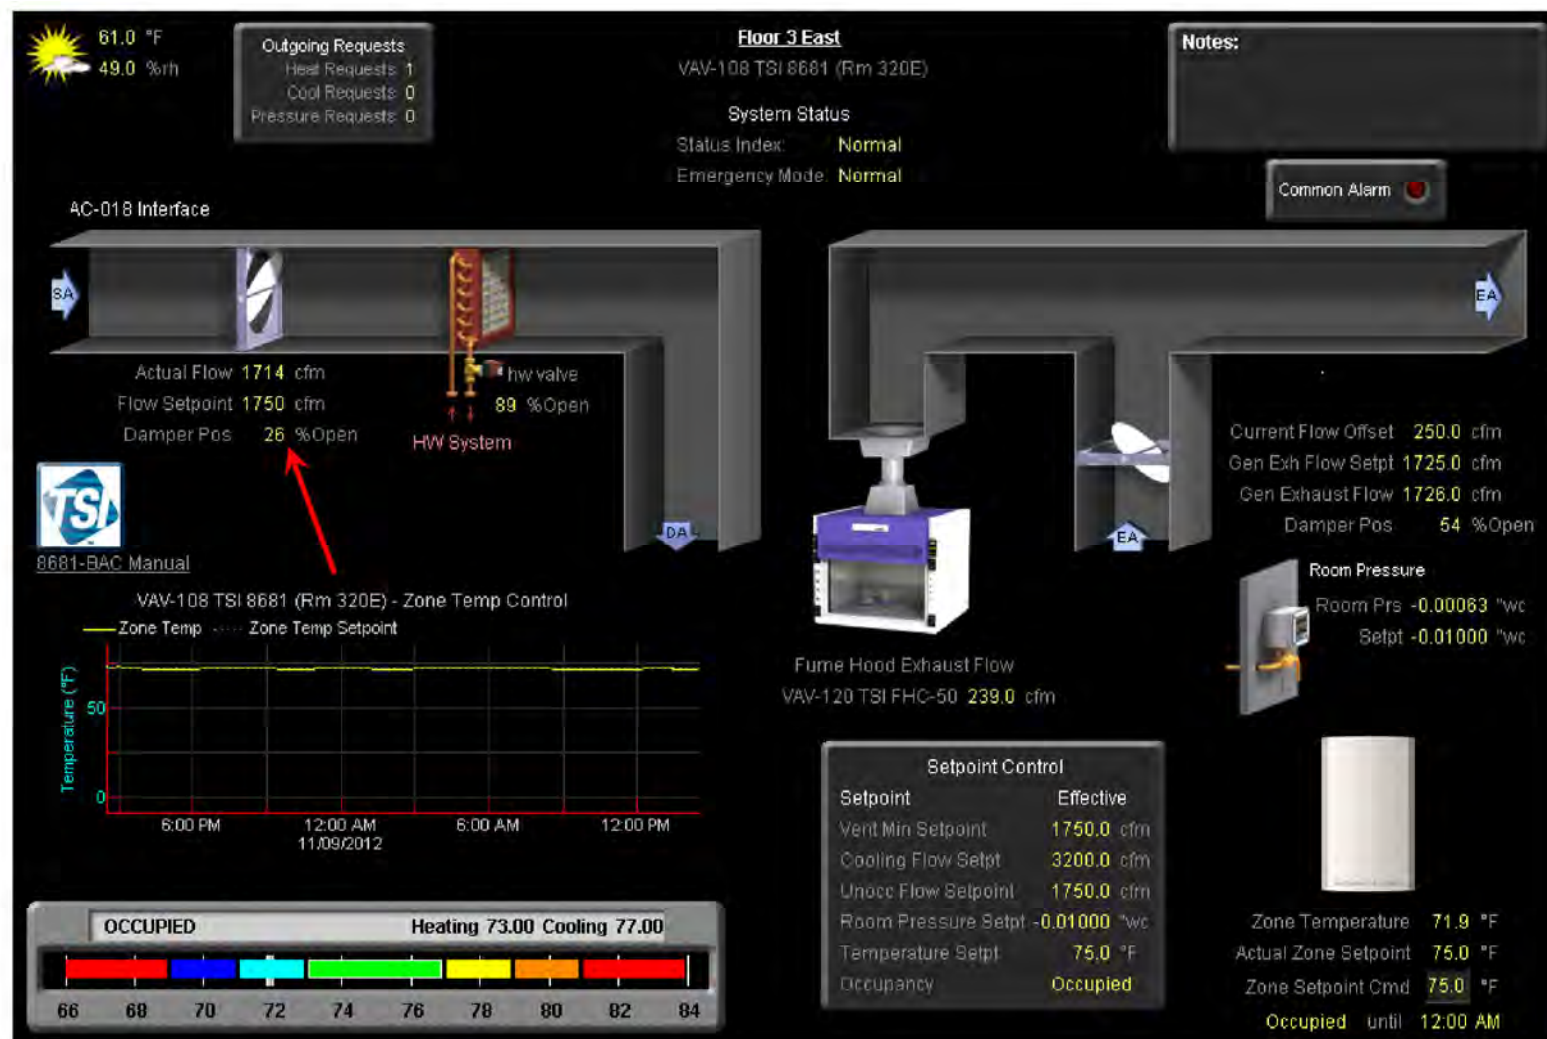 61.0 °F
49.0 %rh
Outgoing Requests
Heat Requests 1
Cool Requests 0
Pressure Requests 0
Floor 3 East
VAV-108 TSI 8681 (Rm 320E)
System Status
Status Index: Normal
Emergency Mode: Normal
Notes:
Common Alarm
AC-018 Interface
SA
EA
Actual Flow 1714 cfm
Flow Setpoint 1750 cfm
Damper Pos 26 %Open
hw valve
89 %Open
HW System
TSI
8681-BAC Manual
DA
EA
Current Flow Offset 250.0 cfm
Gen Exh Flow Setpt 1725.0 cfm
Gen Exhaust Flow 1726.0 cfm
Damper Pos 54 %Open
Room Pressure
Room Prs -0.00063 "wc
Setpt -0.01000 "wc
VAV-108 TSI 8681 (Rm 320E) - Zone Temp Control
Zone Temp Zone Temp Setpoint
Temperature (°F)
50
0
6:00 PM 12:00 AM 6:00 AM 12:00 PM
11/09/2012
Fume Hood Exhaust Flow
VAV-120 TSI FHC-50 239.0 cfm
Setpoint Control
Setpoint Effective
Vent Min Setpoint 1750.0 cfm
Cooling Flow Setpt 3200.0 cfm
Unocc Flow Setpoint 1750.0 cfm
Room Pressure Setpt -0.01000 "wc
Temperature Setpt 75.0 °F
Occupancy Occupied
OCCUPIED Heating 73.00 Cooling 77.00
66 68 70 72 74 76 78 80 82 84
Zone Temperature 71.9 °F
Actual Zone Setpoint 75.0 °F
Zone Setpoint Cmd 75.0 °F
Occupied until 12:00 AM